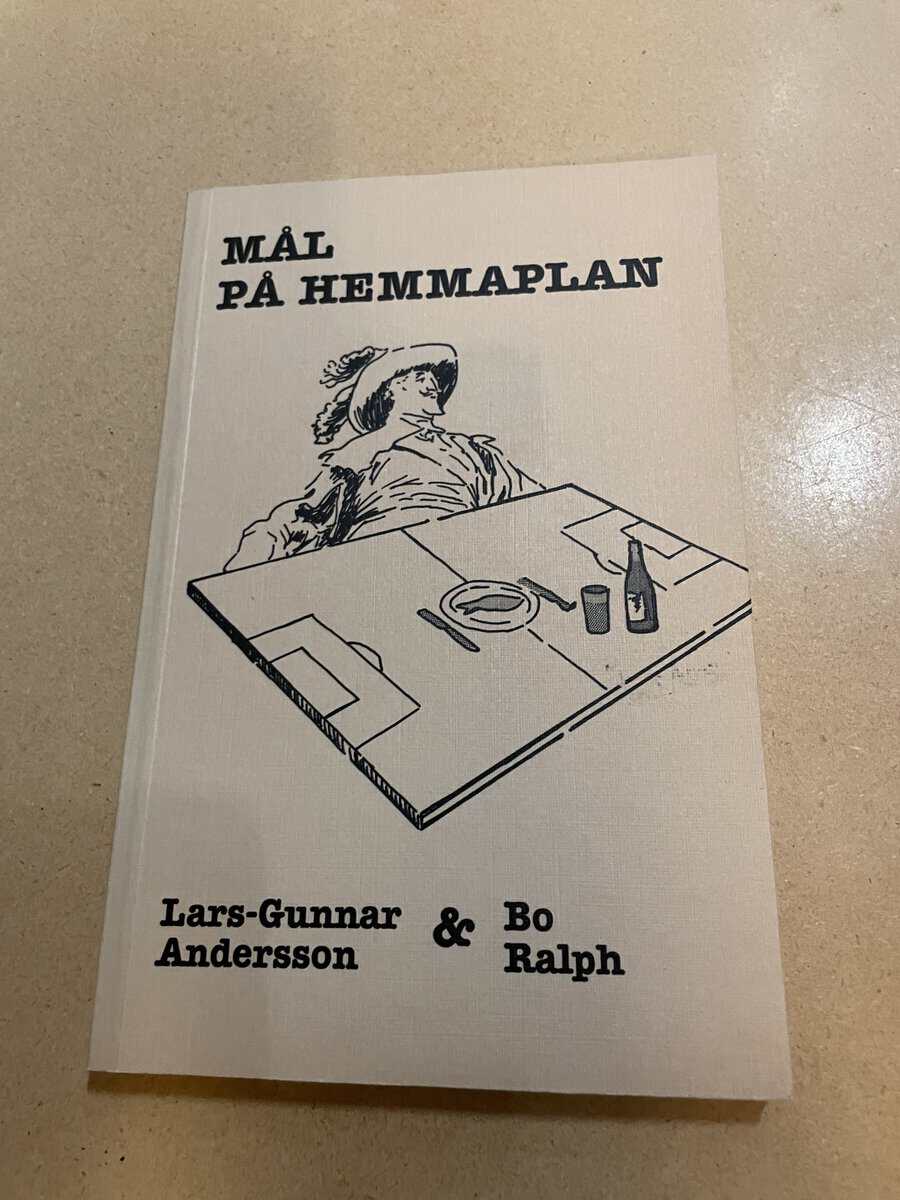 MÅL
PÅ HEMMAPLAN
Lars-Gunnar
Andersson
&
Bo
Ralph